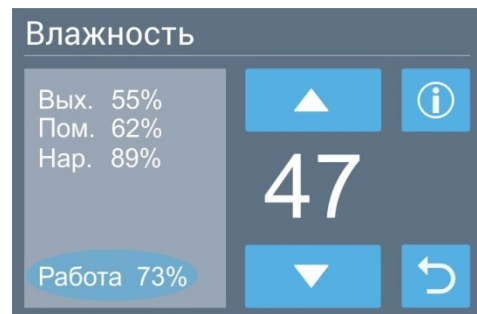 Влажность
Вых. 55%
Пом. 62%
Нар. 89%
Работа 73%
47